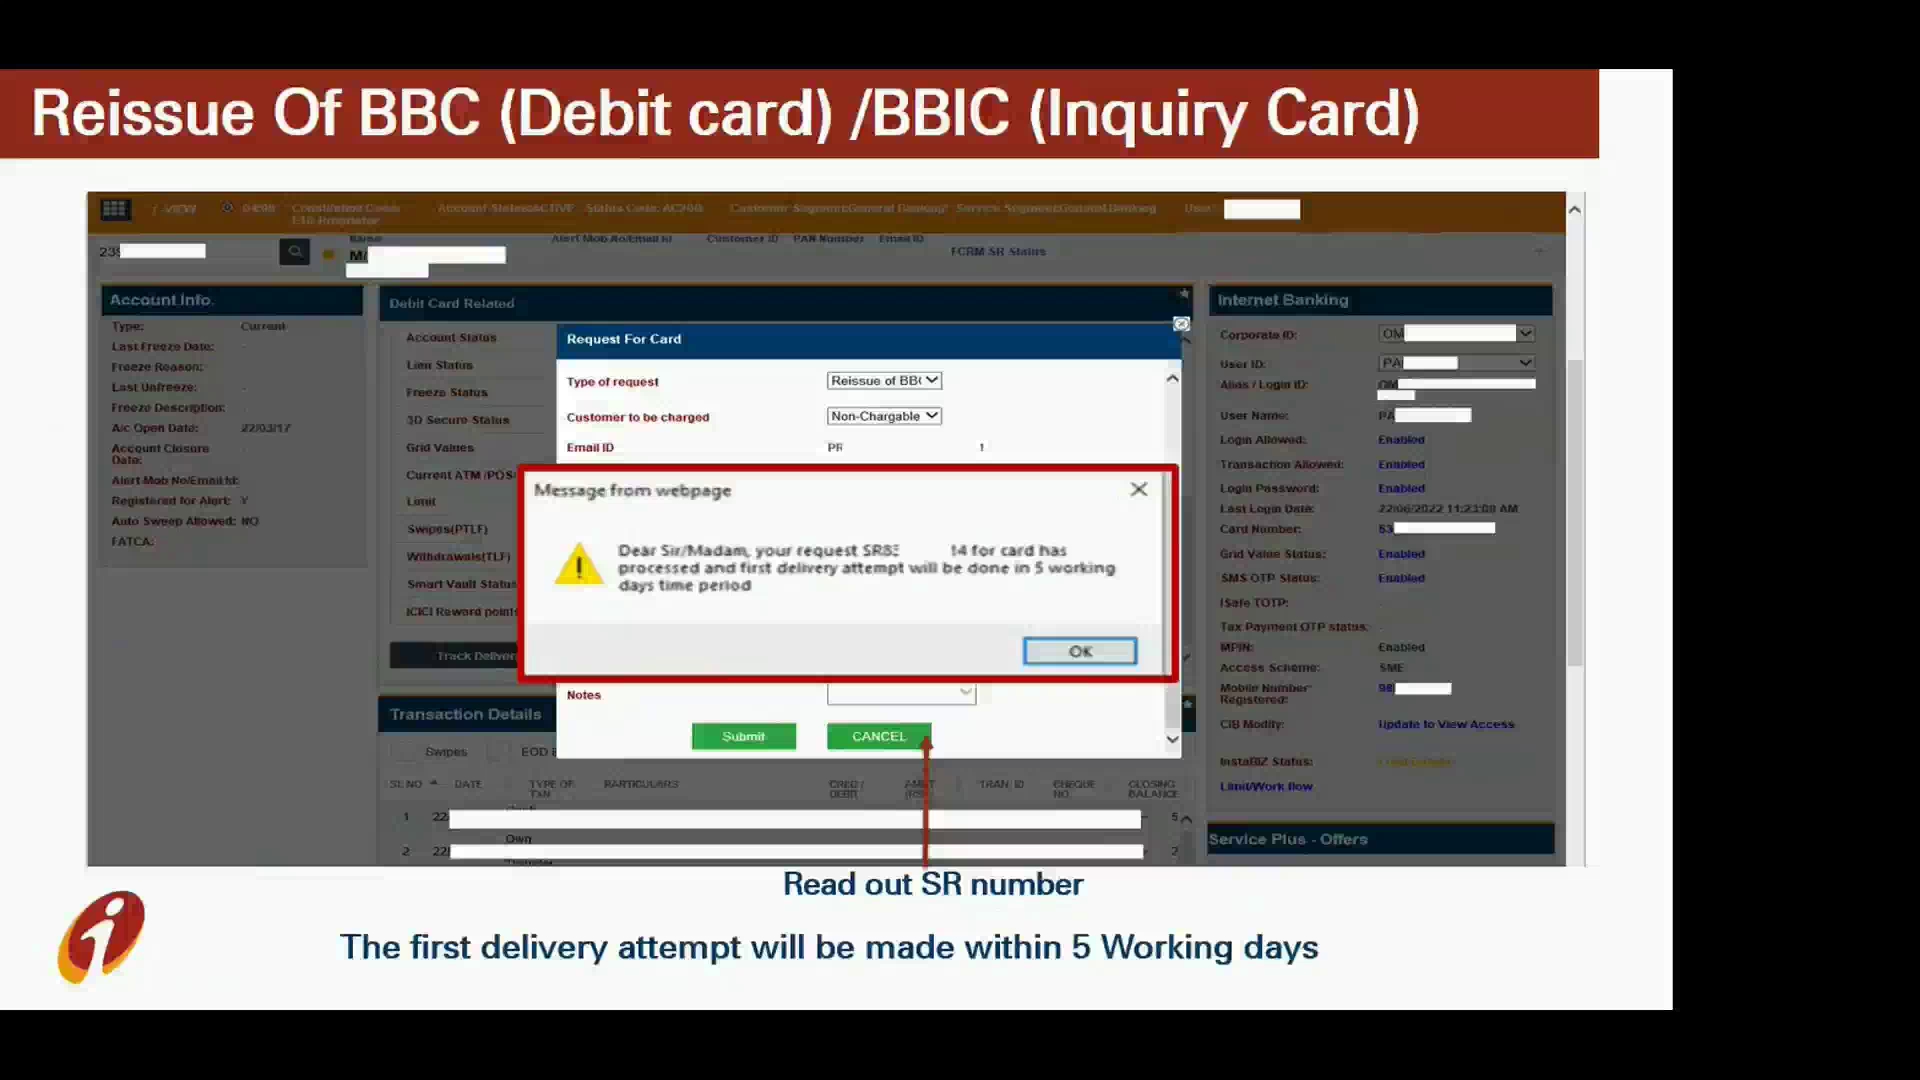 Reissue Of BBC (Debit card) /BBIC (Inquiry Card)
i-VIEW
Constitution Code:
E10-Proprietor
Account Status:ACTIVE
Customer Segment:General Banking
Service Segment:General Banking
User:
Name
Alert Mob No/Email Id
Customer ID
PAN Number
Email ID
FCRM SR Status
239
M/
Account Info.
Type: Current
Last Freeze Date: -
Freeze Reason:
Last Unfreeze: -
Freeze Description: -
A/c Open Date: 22/03/17
Account Closure
Date:
Alert Mob No/Email Id:
Registered for Alert: Y
Auto Sweep Allowed: NO
FATCA:
Debit Card Related
Account Status
Lien Status
Freeze Status
3D Secure Status
Grid Values
Current ATM /POS
Limit
Swipes(PTLF)
Withdrawals(TLF)
Smart Vault Status
ICICI Reward points
Track Deliver
Request For Card
Type of request Reissue of BB
Customer to be charged Non-Chargable
Email ID PR 1
Message from webpage
Dear Sir/Madam, your request SR8 14 for card has
processed and first delivery attempt will be done in 5 working
days time period
OK
Notes
Submit CANCEL
Transaction Details
Swipes EOD
SL NO DATE TYPE OF TXN PARTICULARS CRED / DEBIT TRAN. ID CHEQUE NO. CLOSING BALANCE
1 22 5
Own
2 22 2
Internet Banking
Corporate ID: OM
User ID: PA
Alias / Login ID: OM
User Name: PA
Login Allowed: Enabled
Transaction Allowed: Enabled
Login Password: Enabled
Last Login Date: 22/06/2022 11:23:00 AM
Card Number: 53
Grid Value Status: Enabled
SMS OTP Status: Enabled
ISafe TOTP: -
Tax Payment OTP status: -
MPIN: Enabled
Access Scheme: SME
Mobile Number
Registered: 98
CIB Modify: Update to View Access
InstaBIZ Status:
Limit/Work flow
Service Plus - Offers
Read out SR number
The first delivery attempt will be made within 5 Working days